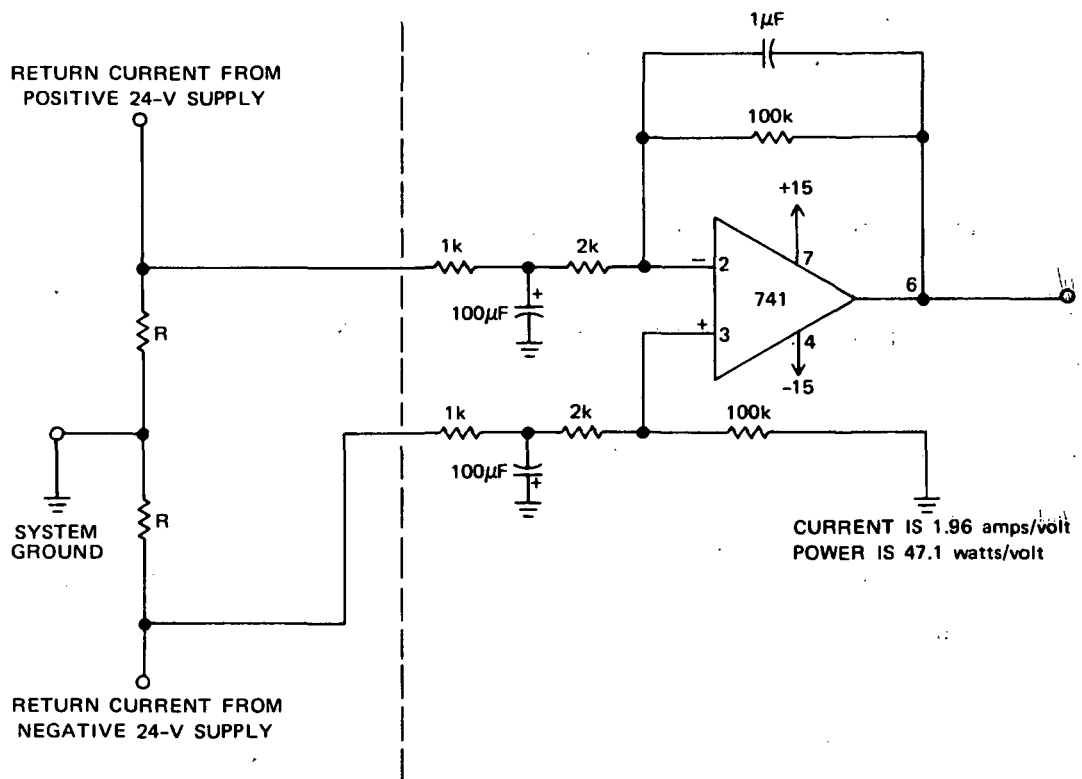 1µF
RETURN CURRENT FROM
POSITIVE 24-V SUPPLY
100k
+15
1k
2k
−
2
7
6
741
100µF
+
+
3
4
-15
1k
2k
100k
R
100µF
+
SYSTEM
GROUND
R
CURRENT IS 1.96 amps/volt
POWER IS 47.1 watts/volt
RETURN CURRENT FROM
NEGATIVE 24-V SUPPLY